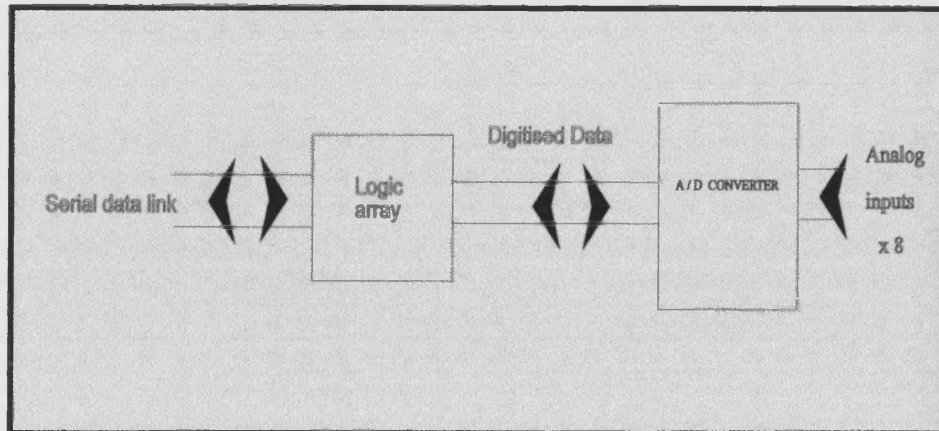 Serial data link
Logic
array
Digitised Data
A / D CONVERTER
Analog
inputs
x 8